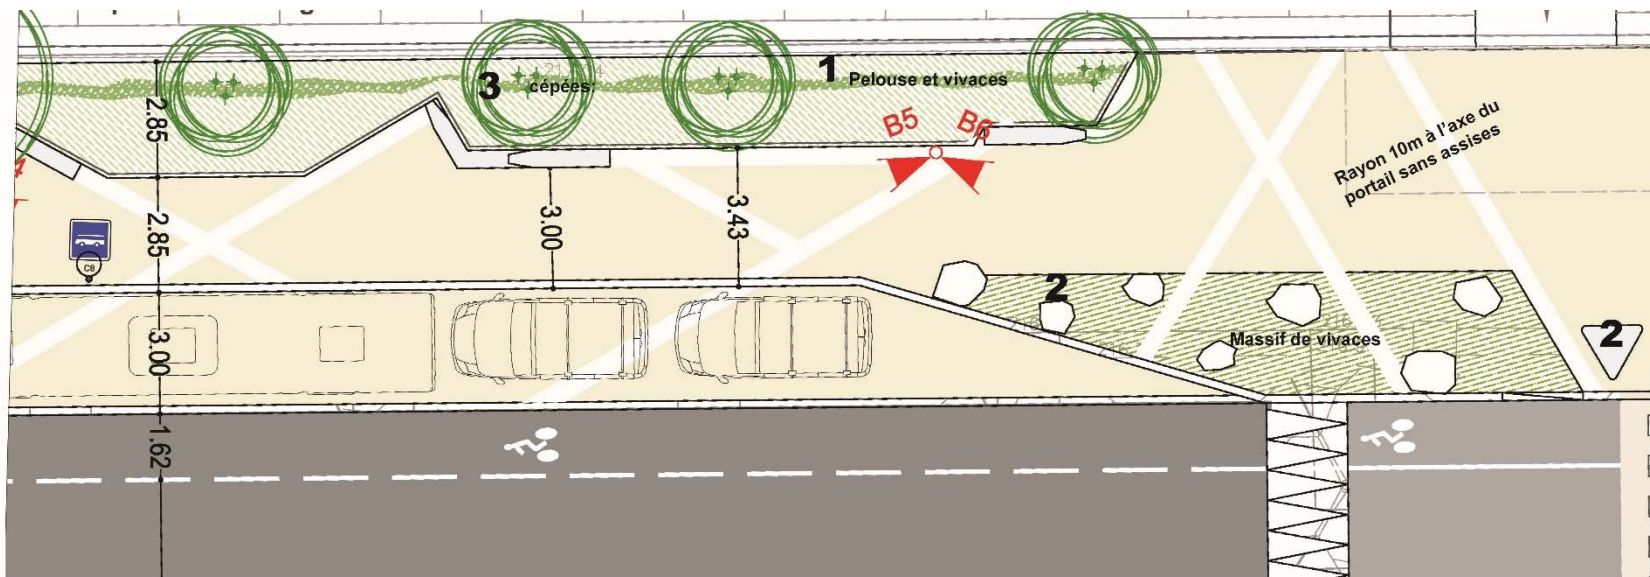 3
cépées
1
Pelouse et vivaces
B5
B6
Rayon 10m à l'axe du
portail sans assises
2.85
2.85
3.00
3.43
C6
3.00
2
Massif de vivaces
2
1.62